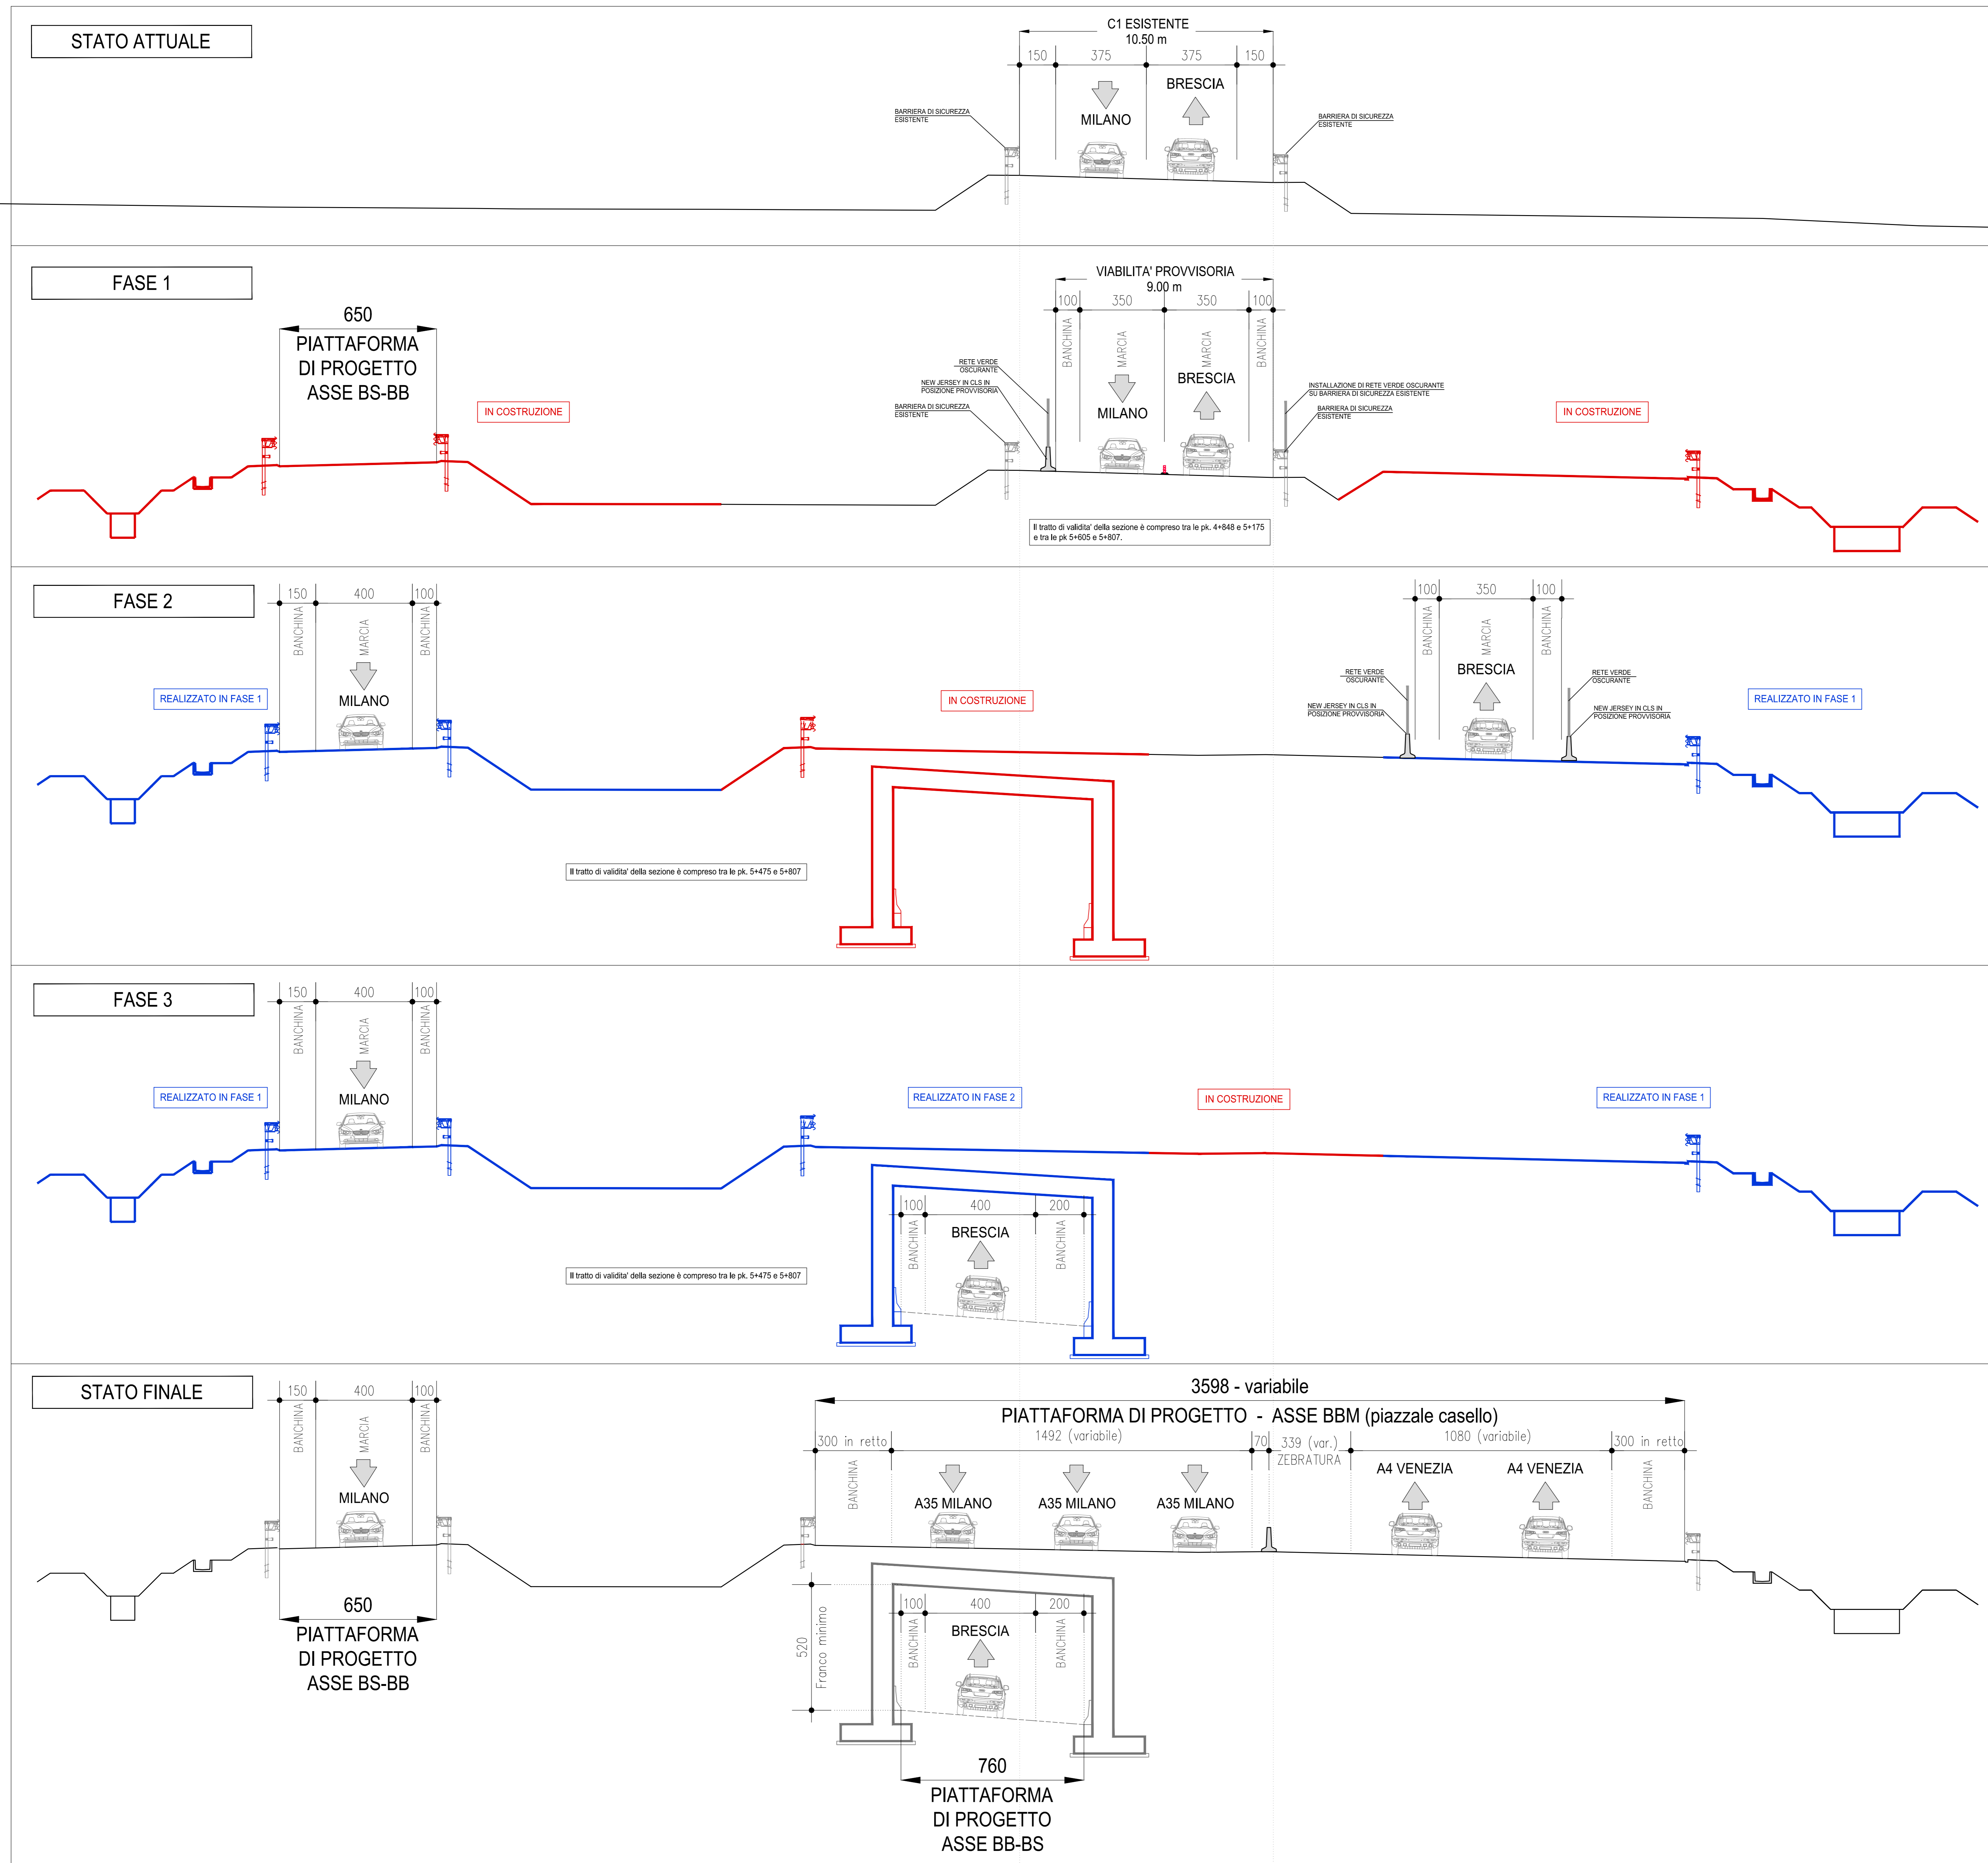 STATO ATTUALE
C1 ESISTENTE
10.50 m
150 375 375 150
BRESCIA
MILANO
BARRIERA DI SICUREZZA
ESISTENTE
BARRIERA DI SICUREZZA
ESISTENTE
FASE 1
650
PIATTAFORMA
DI PROGETTO
ASSE BS-BB
IN COSTRUZIONE
VIABILITA' PROVVISORIA
9.00 m
100 350 350 100
BANCHINA
MARCIA
MARCIA
BANCHINA
BRESCIA
MILANO
RETE VERDE
OSCURANTE
NEW JERSEY IN CLS IN
POSIZIONE PROVVISORIA
BARRIERA DI SICUREZZA
ESISTENTE
INSTALLAZIONE DI RETE VERDE OSCURANTE
SU BARRIERA DI SICUREZZA ESISTENTE
BARRIERA DI SICUREZZA
ESISTENTE
IN COSTRUZIONE
Il tratto di validita' della sezione è compreso tra le pk. 4+848 e 5+175
e tra le pk 5+605 e 5+807.
FASE 2
150 400 100
BANCHINA
MARCIA
BANCHINA
MILANO
REALIZZATO IN FASE 1
IN COSTRUZIONE
100 350 100
BANCHINA
MARCIA
BANCHINA
BRESCIA
RETE VERDE
OSCURANTE
NEW JERSEY IN CLS IN
POSIZIONE PROVVISORIA
RETE VERDE
OSCURANTE
NEW JERSEY IN CLS IN
POSIZIONE PROVVISORIA
REALIZZATO IN FASE 1
Il tratto di validita' della sezione è compreso tra le pk. 5+475 e 5+807
FASE 3
150 400 100
BANCHINA
MARCIA
BANCHINA
MILANO
REALIZZATO IN FASE 1
REALIZZATO IN FASE 2
IN COSTRUZIONE
REALIZZATO IN FASE 1
100 400 200
BANCHINA
BRESCIA
BANCHINA
Il tratto di validita' della sezione è compreso tra le pk. 5+475 e 5+807
STATO FINALE
150 400 100
BANCHINA
MARCIA
BANCHINA
MILANO
650
PIATTAFORMA
DI PROGETTO
ASSE BS-BB
3598 - variabile
PIATTAFORMA DI PROGETTO - ASSE BBM (piazzale casello)
300 in retto 1492 (variabile) 70 339 (var.) 1080 (variabile) 300 in retto
ZEBRATURA
BANCHINA
A35 MILANO
A35 MILANO
A35 MILANO
A4 VENEZIA
A4 VENEZIA
BANCHINA
100 400 200
BANCHINA
BRESCIA
BANCHINA
520
Franco minimo
760
PIATTAFORMA
DI PROGETTO
ASSE BB-BS